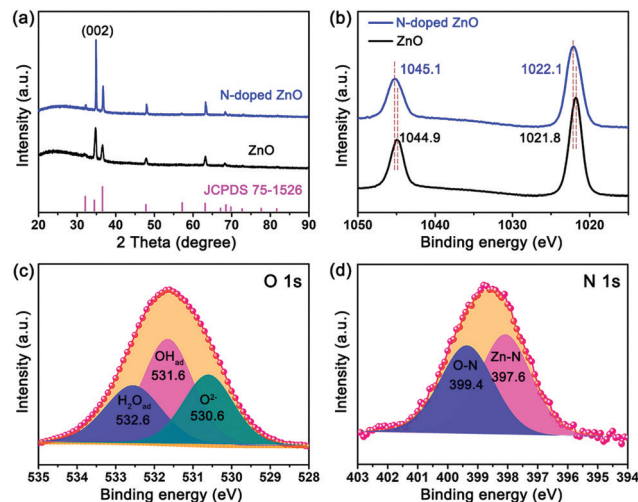 (a)
(002)
N-doped ZnO
ZnO
JCPDS 75-1526
Intensity (a.u.)
20 30 40 50 60 70 80 90
2 Theta (degree)
(b)
N-doped ZnO
ZnO
1045.1
1022.1
1044.9
1021.8
Intensity (a.u.)
1050 1040 1030 1020
Binding energy (eV)
(c)
O 1s
OHad
531.6
H2Oad
532.6
O2-
530.6
Intensity (a.u.)
535 534 533 532 531 530 529 528
Binding energy (eV)
(d)
N 1s
O-N
399.4
Zn-N
397.6
Intensity (a.u.)
403 402 401 400 399 398 397 396 395 394
Binding energy (eV)